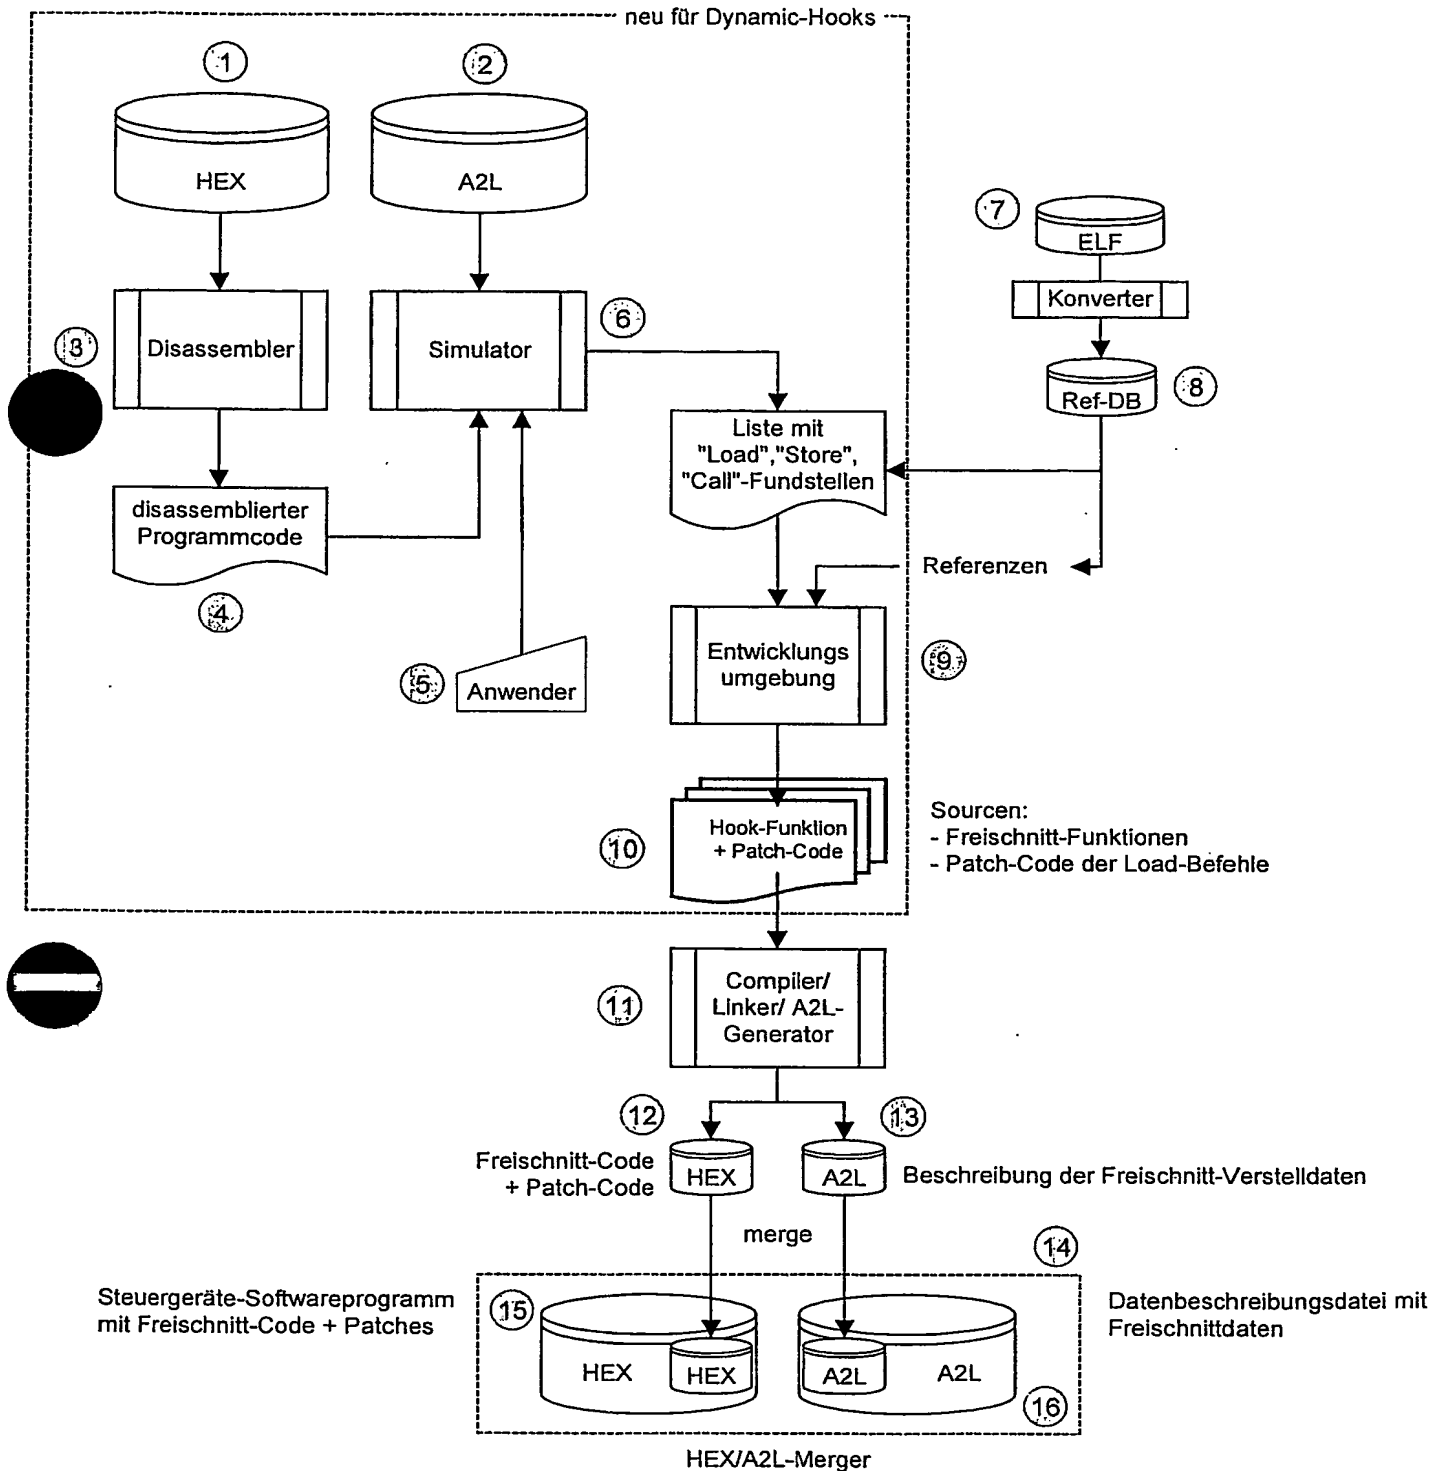 neu für Dynamic-Hooks
1
2
HEX
A2L
7
ELF
3
Disassembler
Simulator
6
Konverter
8
Ref-DB
Liste mit
"Load","Store",
"Call"-Fundstellen
disassemblierter
Programmcode
4
Referenzen
5
Anwender
Entwicklungs
umgebung
9
10
Hook-Funktion
+ Patch-Code
Sourcen:
- Freischnitt-Funktionen
- Patch-Code der Load-Befehle
11
Compiler/
Linker/ A2L-
Generator
12
13
Freischnitt-Code
+ Patch-Code
HEX
A2L
Beschreibung der Freischnitt-Verstelldaten
merge
14
Steuergeräte-Softwareprogramm
mit Freischnitt-Code + Patches
15
Datenbeschreibungsdatei mit
Freischnittdaten
HEX
HEX
A2L
A2L
16
HEX/A2L-Merger